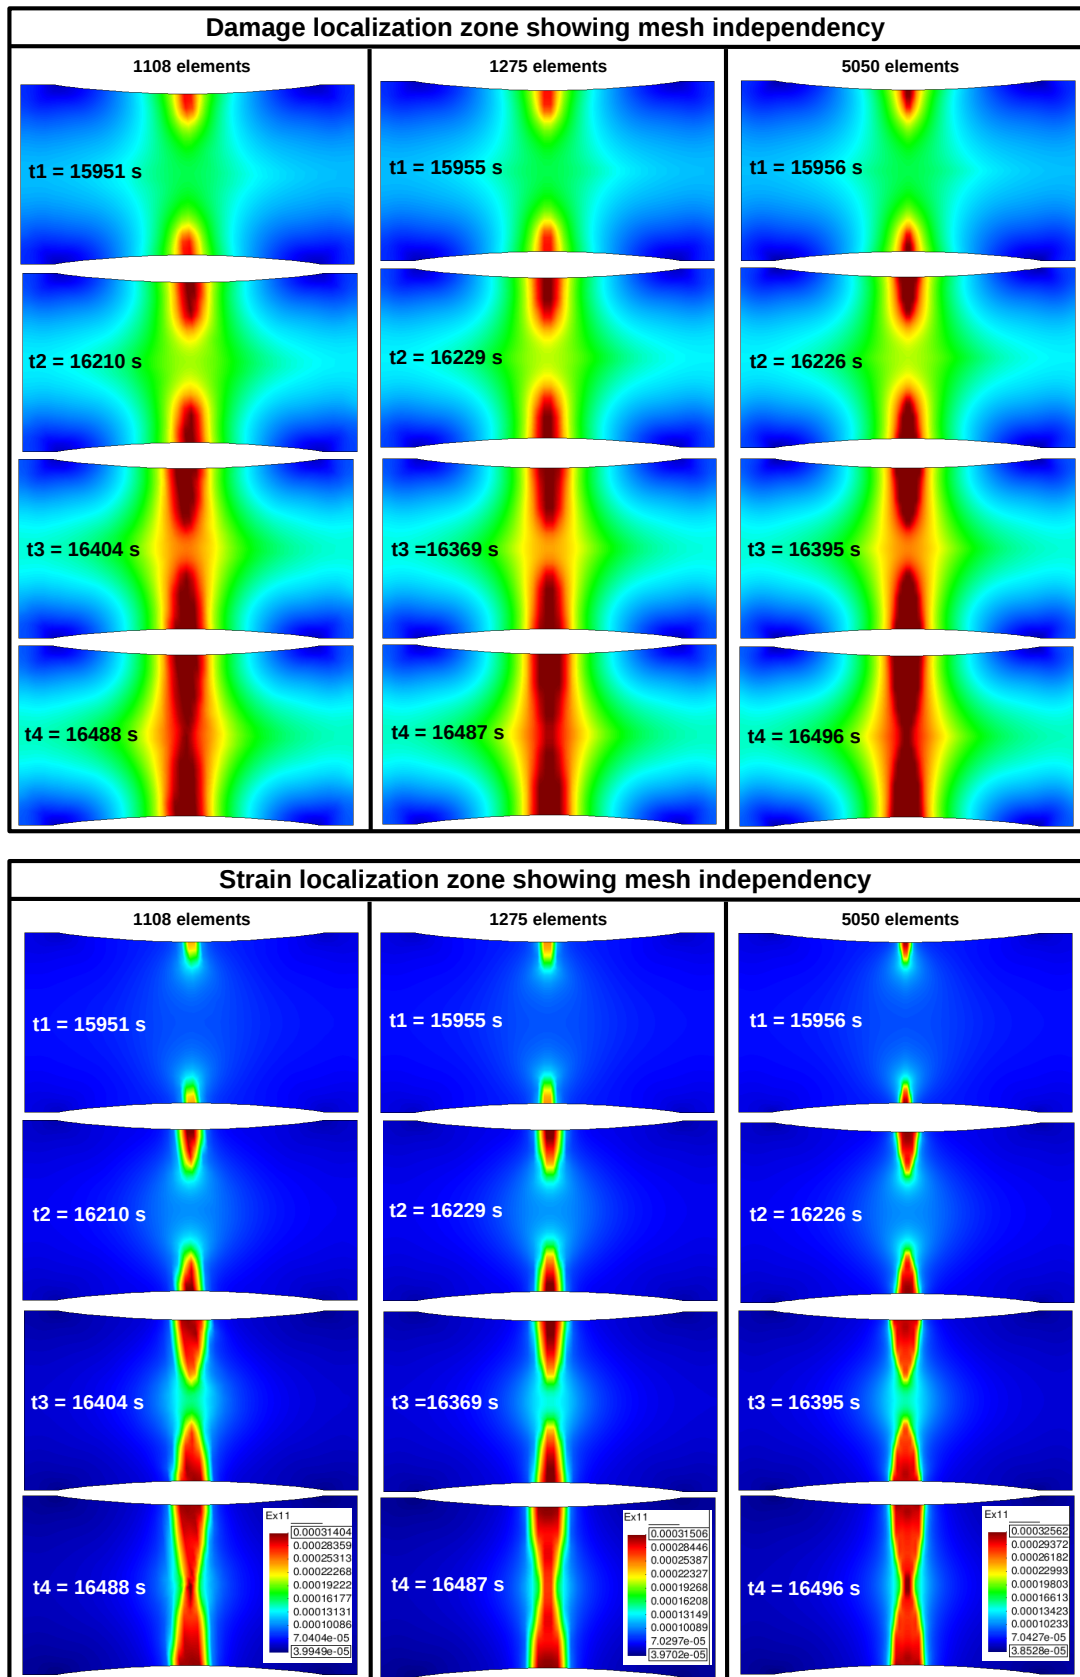 Damage localization zone showing mesh independency
1108 elements
1275 elements
5050 elements
t1 = 15951 s
t1 = 15955 s
t1 = 15956 s
t2 = 16210 s
t2 = 16229 s
t2 = 16226 s
t3 = 16404 s
t3 =16369 s
t3 = 16395 s
t4 = 16488 s
t4 = 16487 s
t4 = 16496 s
Strain localization zone showing mesh independency
1108 elements
1275 elements
5050 elements
t1 = 15951 s
t1 = 15955 s
t1 = 15956 s
t2 = 16210 s
t2 = 16229 s
t2 = 16226 s
t3 = 16404 s
t3 =16369 s
t3 = 16395 s
t4 = 16488 s
Ex11
0.00031404
0.00028359
0.00025313
0.00022268
0.00019222
0.00016177
0.00013131
0.00010086
7.0404e-05
3.9949e-05
t4 = 16487 s
Ex11
0.00031506
0.00028446
0.00025387
0.00022327
0.00019268
0.00016208
0.00013149
0.00010089
7.0297e-05
3.9702e-05
t4 = 16496 s
Ex11
0.00032562
0.00029372
0.00026182
0.00022993
0.00019803
0.00016613
0.00013423
0.00010233
7.0427e-05
3.8528e-05